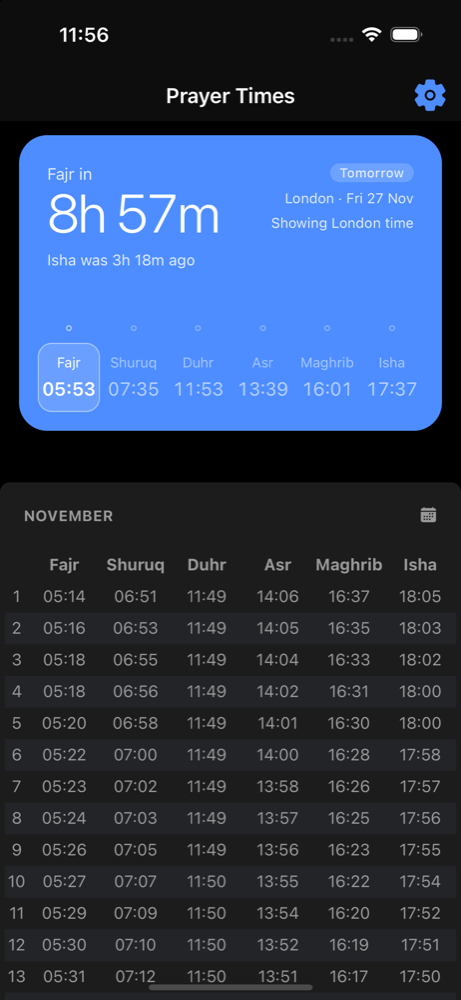 11:56
Prayer Times
Fajr in
8h 57m
Isha was 3h 18m ago
Tomorrow
London · Fri 27 Nov
Showing London time
Fajr Shuruq Duhr Asr Maghrib Isha
05:53 07:35 11:53 13:39 16:01 17:37
NOVEMBER
Fajr Shuruq Duhr Asr Maghrib Isha
1 05:14 06:51 11:49 14:06 16:37 18:05
2 05:16 06:53 11:49 14:05 16:35 18:03
3 05:18 06:55 11:49 14:04 16:33 18:02
4 05:18 06:56 11:49 14:02 16:31 18:00
5 05:20 06:58 11:49 14:01 16:30 18:00
6 05:22 07:00 11:49 14:00 16:28 17:58
7 05:23 07:02 11:49 13:58 16:26 17:57
8 05:24 07:03 11:49 13:57 16:25 17:56
9 05:26 07:05 11:49 13:56 16:23 17:55
10 05:27 07:07 11:50 13:55 16:22 17:54
11 05:29 07:09 11:50 13:54 16:20 17:52
12 05:30 07:10 11:50 13:52 16:19 17:51
13 05:31 07:12 11:50 13:51 16:17 17:50